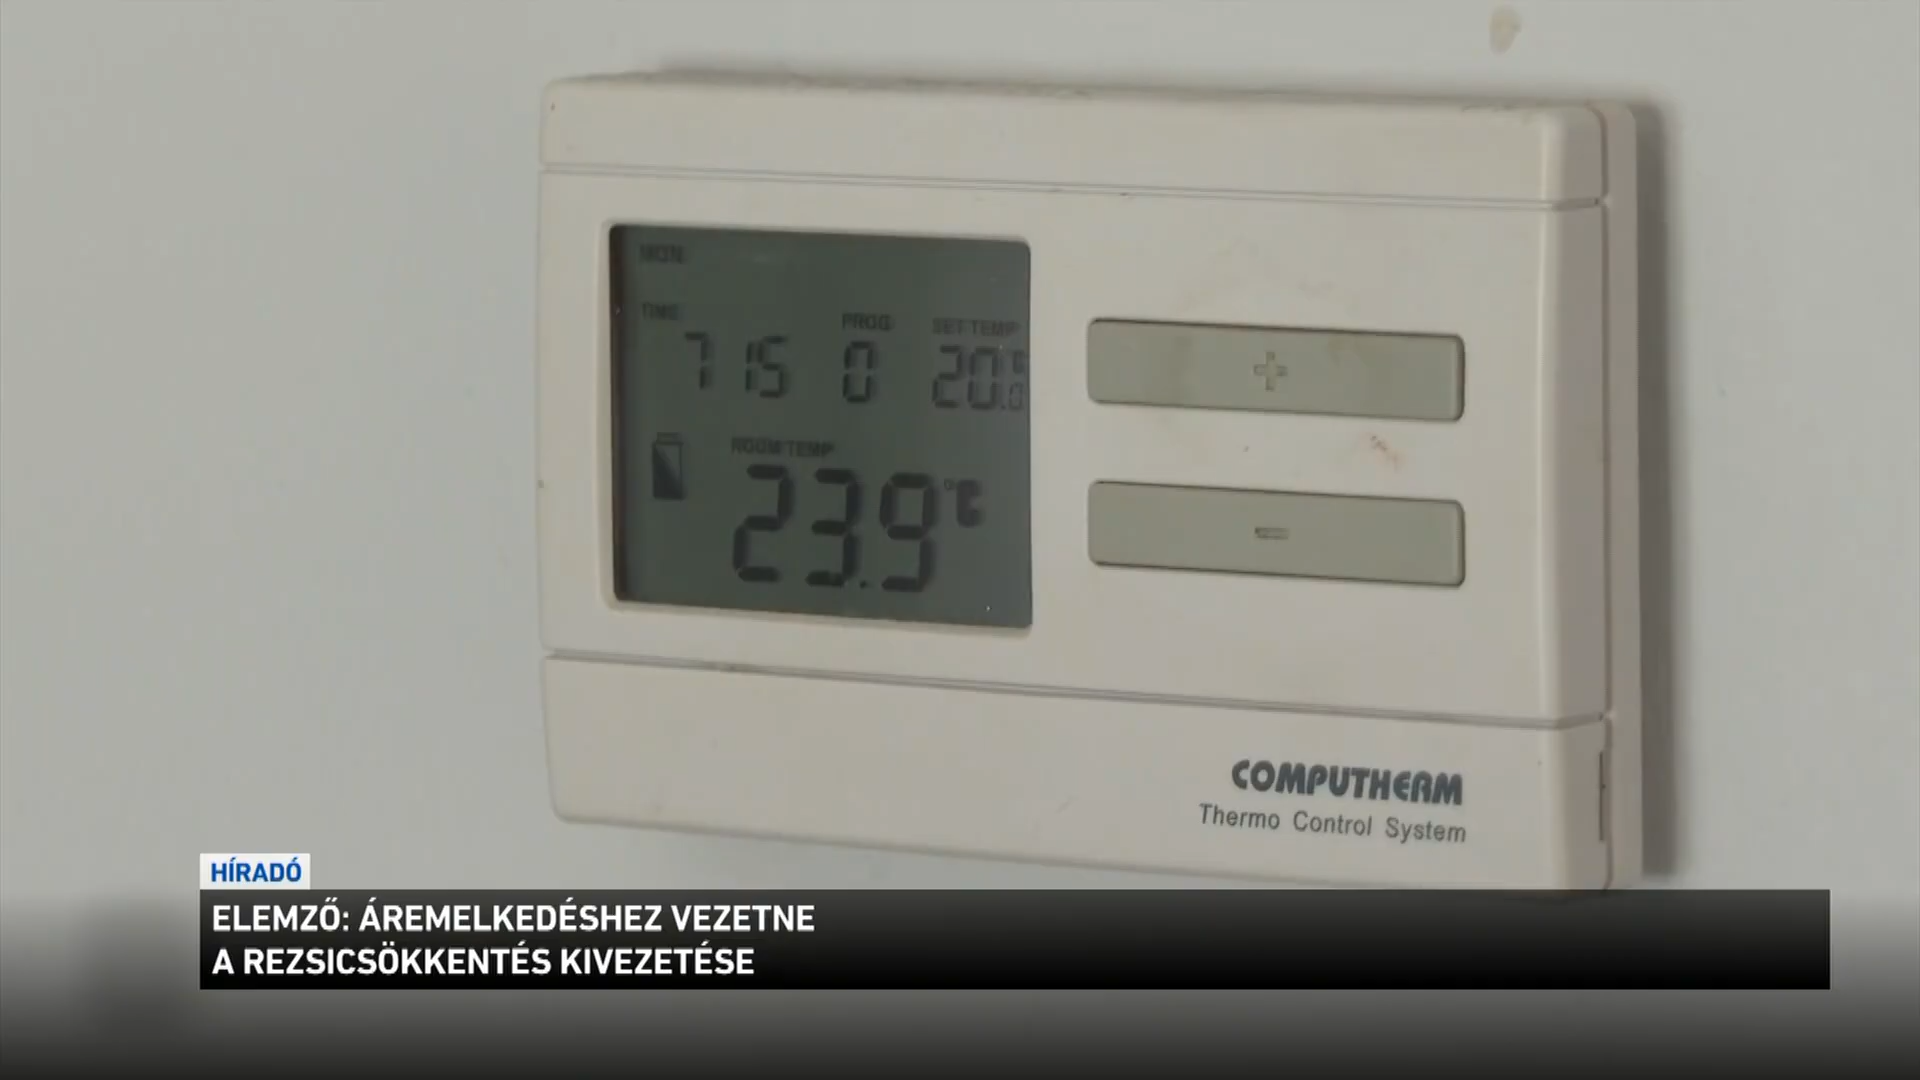 MON
TIME
PROG
SET TEMP
7 15
0
20.0 °C
ROOM TEMP
23.9 °C
+
-
COMPUTHERM
Thermo Control System
HÍRADÓ
ELEMZŐ: ÁREMELKEDÉSHEZ VEZETNE
A REZSICSÖKKENTÉS KIVEZETÉSE